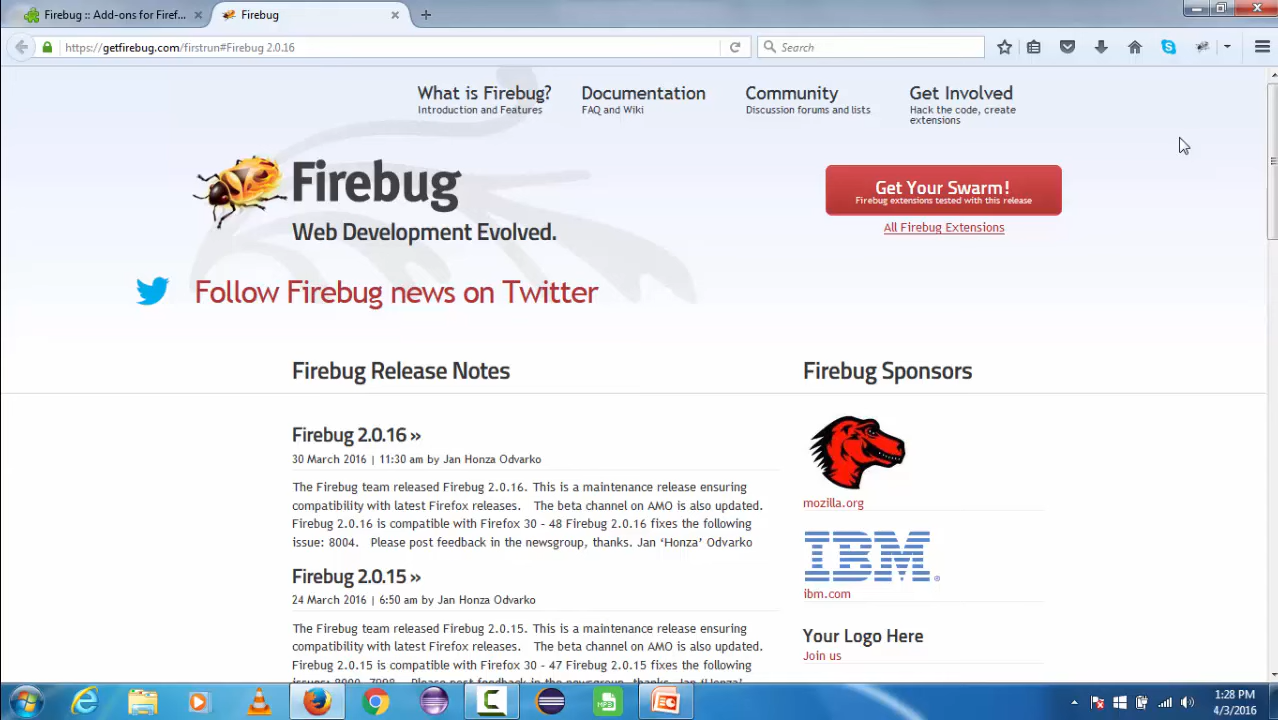 Firebug :: Add-ons for Firef...
Firebug
https://getfirebug.com/firstrun#Firebug 2.0.16
Search
What is Firebug?
Introduction and Features
Documentation
FAQ and Wiki
Community
Discussion forums and lists
Get Involved
Hack the code, create
extensions
Firebug
Web Development Evolved.
Get Your Swarm!
Firebug extensions tested with this release
All Firebug Extensions
Follow Firebug news on Twitter
Firebug Release Notes
Firebug 2.0.16 »
30 March 2016 | 11:30 am by Jan Honza Odvarko
The Firebug team released Firebug 2.0.16. This is a maintenance release ensuring
compatibility with latest Firefox releases. The beta channel on AMO is also updated.
Firebug 2.0.16 is compatible with Firefox 30 - 48 Firebug 2.0.16 fixes the following
issue: 8004. Please post feedback in the newsgroup, thanks. Jan ‘Honza’ Odvarko
Firebug 2.0.15 »
24 March 2016 | 6:50 am by Jan Honza Odvarko
The Firebug team released Firebug 2.0.15. This is a maintenance release ensuring
compatibility with latest Firefox releases. The beta channel on AMO is also updated.
Firebug 2.0.15 is compatible with Firefox 30 - 47 Firebug 2.0.15 fixes the following
Please post feedback in the newsgroup, thanks. Jan ‘Honza’
Firebug Sponsors
mozilla.org
IBM®
ibm.com
Your Logo Here
Join us
1:28 PM
4/3/2016